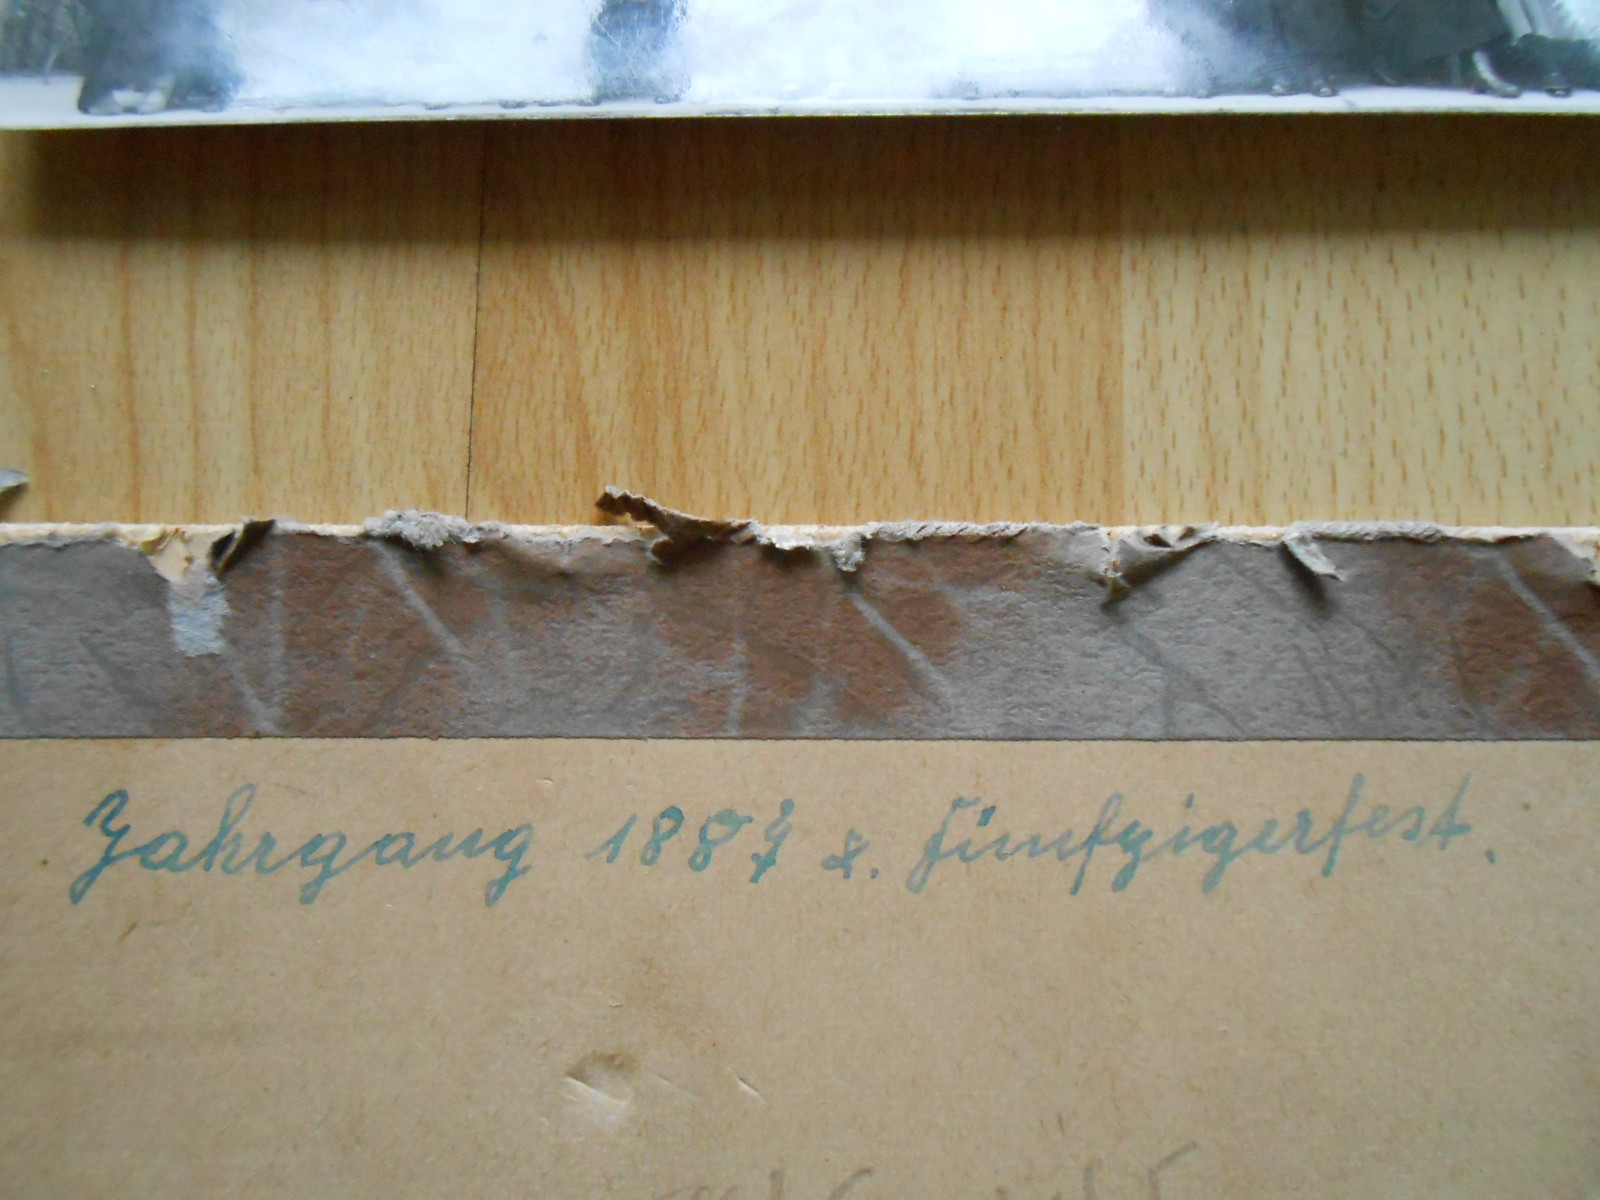 Jahrgang 1887 z. Fünfzigerfest.